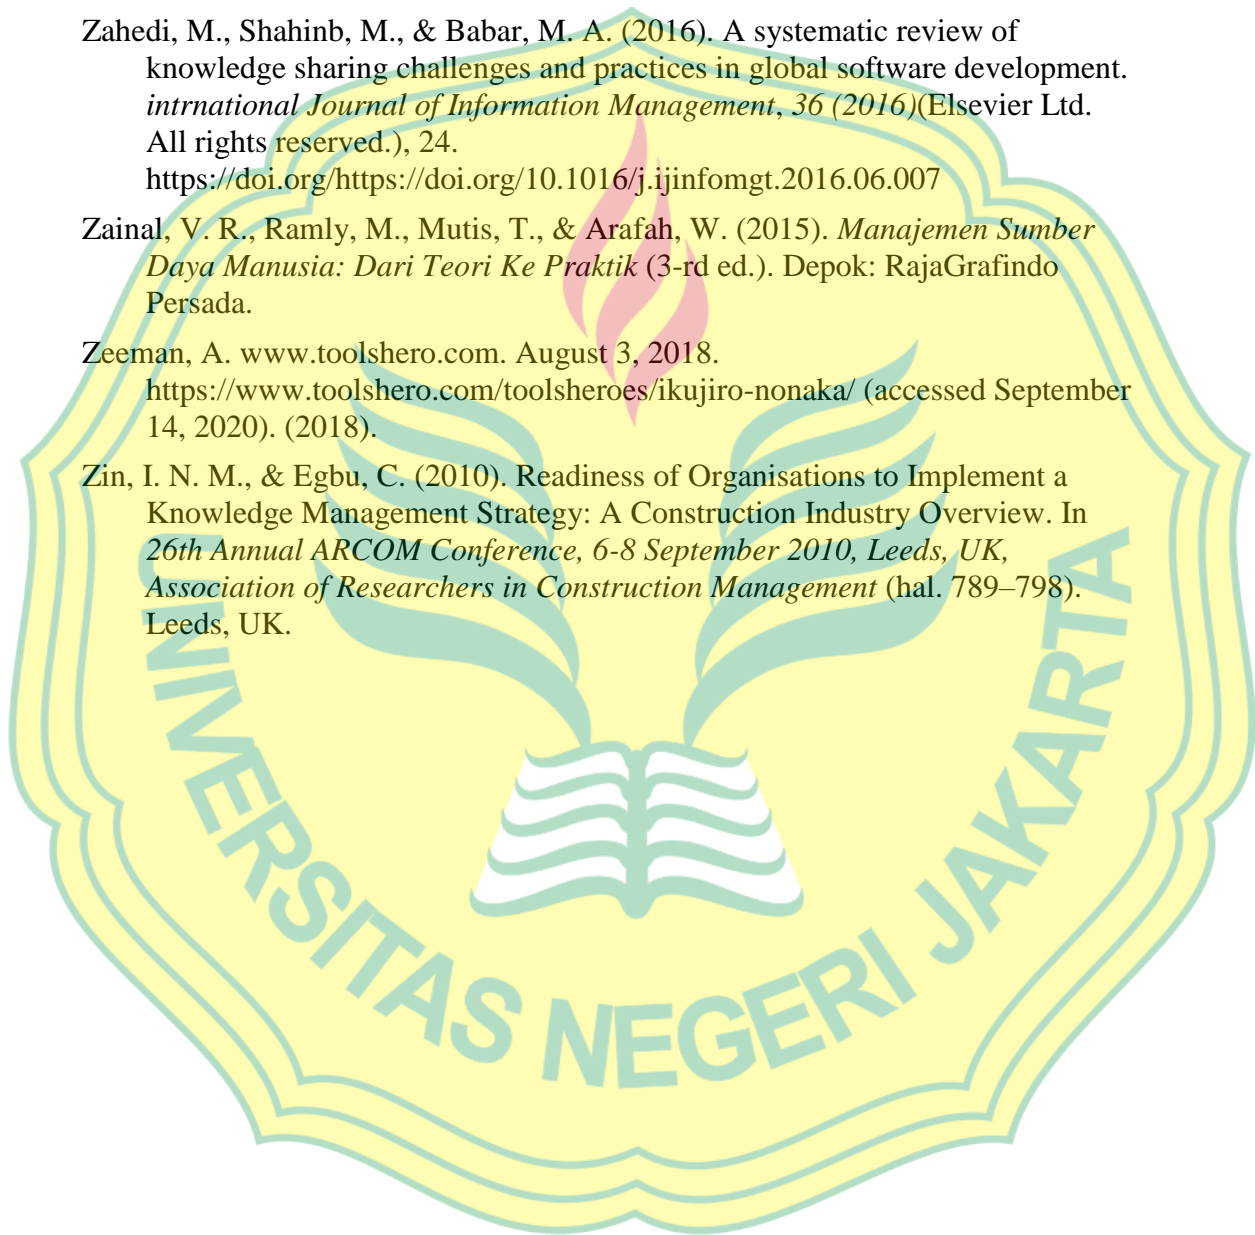 Zahedi, M., Shahinb, M., & Babar, M. A. (2016). A systematic review of
knowledge sharing challenges and practices in global software development.
intrnational Journal of Information Management, 36 (2016)(Elsevier Ltd.
All rights reserved.), 24.
https://doi.org/https://doi.org/10.1016/j.ijinfomgt.2016.06.007
Zainal, V. R., Ramly, M., Mutis, T., & Arafah, W. (2015). Manajemen Sumber
Daya Manusia: Dari Teori Ke Praktik (3-rd ed.). Depok: RajaGrafindo
Persada.
Zeeman, A. www.toolshero.com. August 3, 2018.
https://www.toolshero.com/toolsheroes/ikujiro-nonaka/ (accessed September
14, 2020). (2018).
Zin, I. N. M., & Egbu, C. (2010). Readiness of Organisations to Implement a
Knowledge Management Strategy: A Construction Industry Overview. In
26th Annual ARCOM Conference, 6-8 September 2010, Leeds, UK,
Association of Researchers in Construction Management (hal. 789–798).
Leeds, UK.
UNIVERSITAS NEGERI JAKARTA